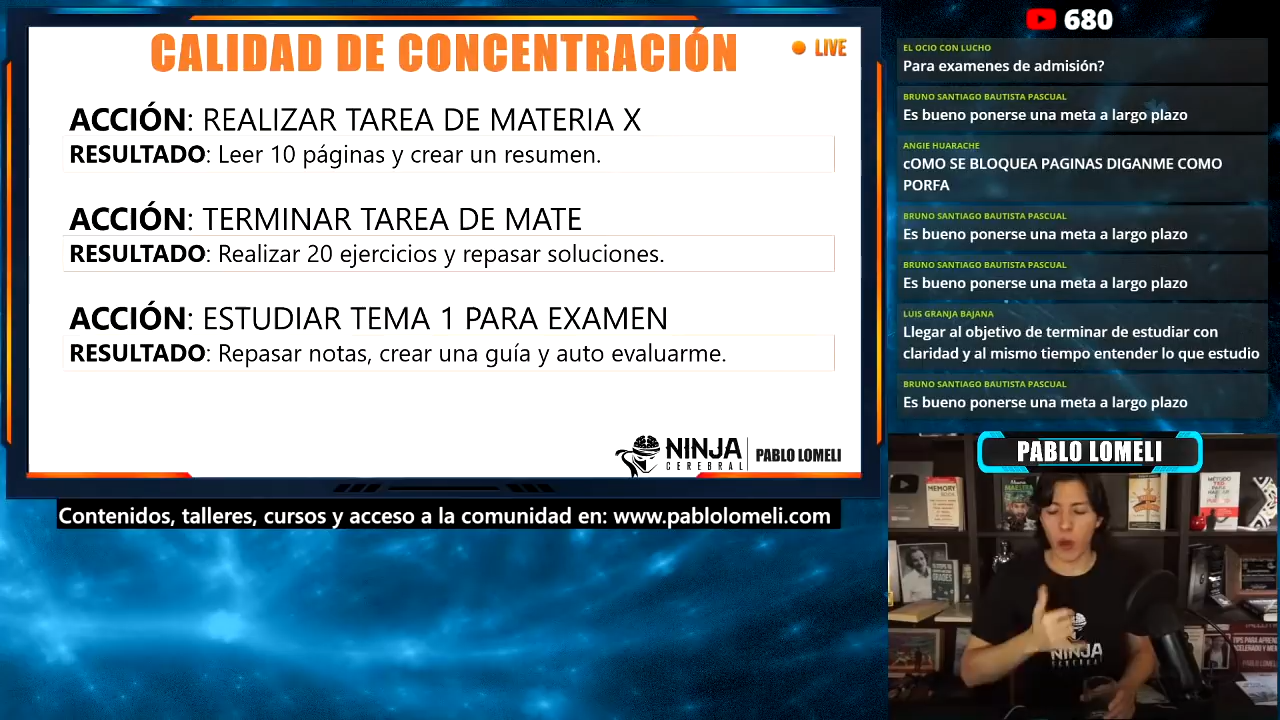 CALIDAD DE CONCENTRACIÓN
LIVE
ACCIÓN: REALIZAR TAREA DE MATERIA X
RESULTADO: Leer 10 páginas y crear un resumen.
ACCIÓN: TERMINAR TAREA DE MATE
RESULTADO: Realizar 20 ejercicios y repasar soluciones.
ACCIÓN: ESTUDIAR TEMA 1 PARA EXAMEN
RESULTADO: Repasar notas, crear una guía y auto evaluarme.
NINJA
CEREBRAL
PABLO LOMELI
Contenidos, talleres, cursos y acceso a la comunidad en: www.pablolomeli.com
680
EL OCIO CON LUCHO
Para examenes de admisión?
BRUNO SANTIAGO BAUTISTA PASCUAL
Es bueno ponerse una meta a largo plazo
ANGIE HUARACHE
cOMO SE BLOQUEA PAGINAS DIGANME COMO
PORFA
BRUNO SANTIAGO BAUTISTA PASCUAL
Es bueno ponerse una meta a largo plazo
BRUNO SANTIAGO BAUTISTA PASCUAL
Es bueno ponerse una meta a largo plazo
LUIS GRANJA BAJANA
Llegar al objetivo de terminar de estudiar con
claridad y al mismo tiempo entender lo que estudio
BRUNO SANTIAGO BAUTISTA PASCUAL
Es bueno ponerse una meta a largo plazo
PABLO LOMELI
MEMORY
NINJA
CEREBRAL